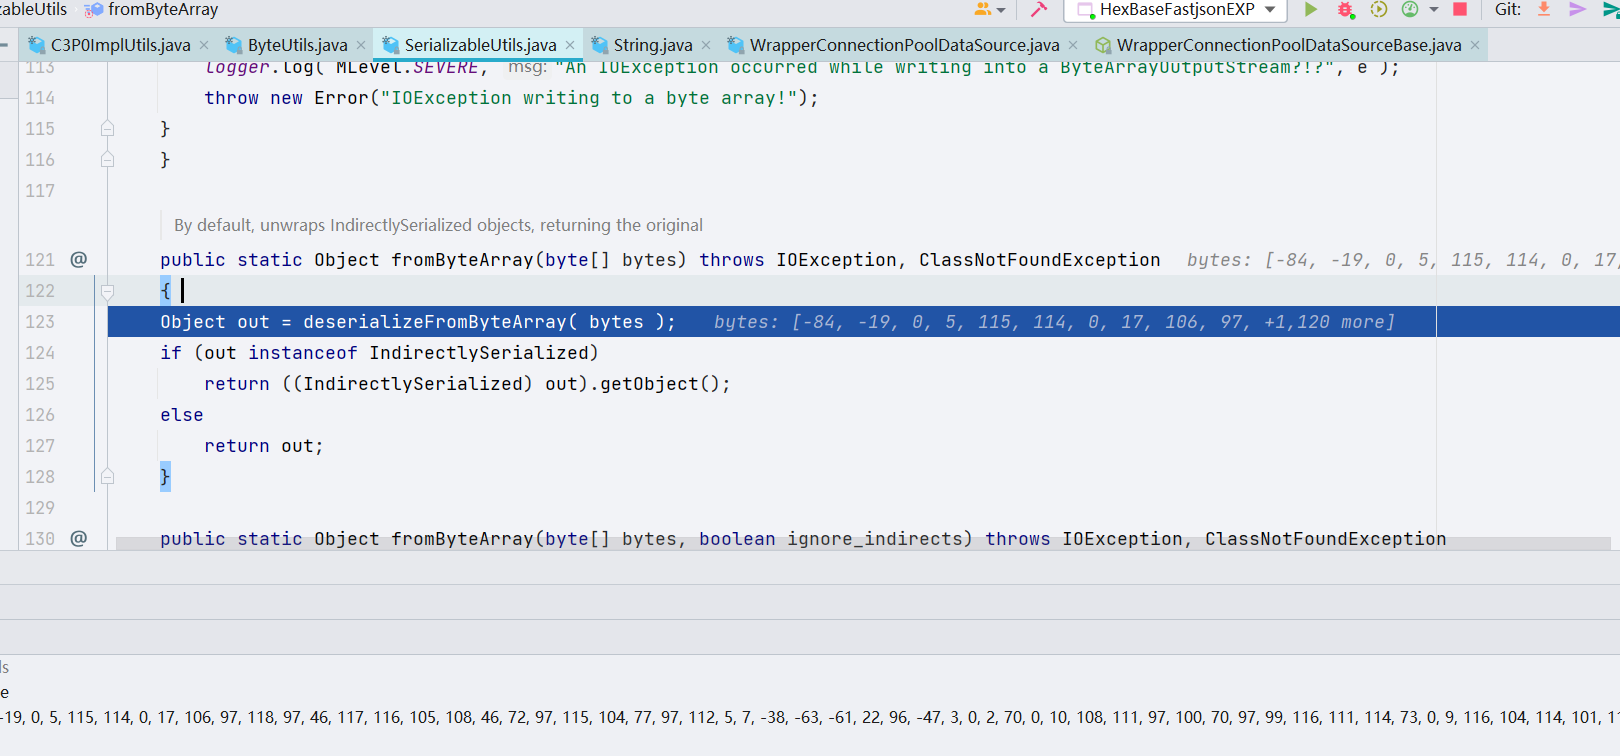 zableUtils fromByteArray HexBaseFastjsonEXP Git:
C3P0ImplUtils.java × ByteUtils.java × SerializableUtils.java × String.java × WrapperConnectionPoolDataSource.java × WrapperConnectionPoolDataSourceBase.java ×
113 logger.log( MLevel.SEVERE, msg: "An IOException occurred while writing into a ByteArrayOutputStream?!?", e );
114 throw new Error("IOException writing to a byte array!");
115 }
116 }
117
By default, unwraps IndirectlySerialized objects, returning the original
121 @ public static Object fromByteArray(byte[] bytes) throws IOException, ClassNotFoundException bytes: [-84, -19, 0, 5, 115, 114, 0, 17,
122 {
123 Object out = deserializeFromByteArray( bytes ); bytes: [-84, -19, 0, 5, 115, 114, 0, 17, 106, 97, +1,120 more]
124 if (out instanceof IndirectlySerialized)
125 return ((IndirectlySerialized) out).getObject();
126 else
127 return out;
128 }
129
130 @ public static Object fromByteArray(byte[] bytes, boolean ignore_indirects) throws IOException, ClassNotFoundException
ls
e
-19, 0, 5, 115, 114, 0, 17, 106, 97, 118, 97, 46, 117, 116, 105, 108, 46, 72, 97, 115, 104, 77, 97, 112, 5, 7, -38, -63, -61, 22, 96, -47, 3, 0, 2, 70, 0, 10, 108, 111, 97, 100, 70, 97, 99, 116, 111, 114, 73, 0, 9, 116, 104, 114, 101, 11